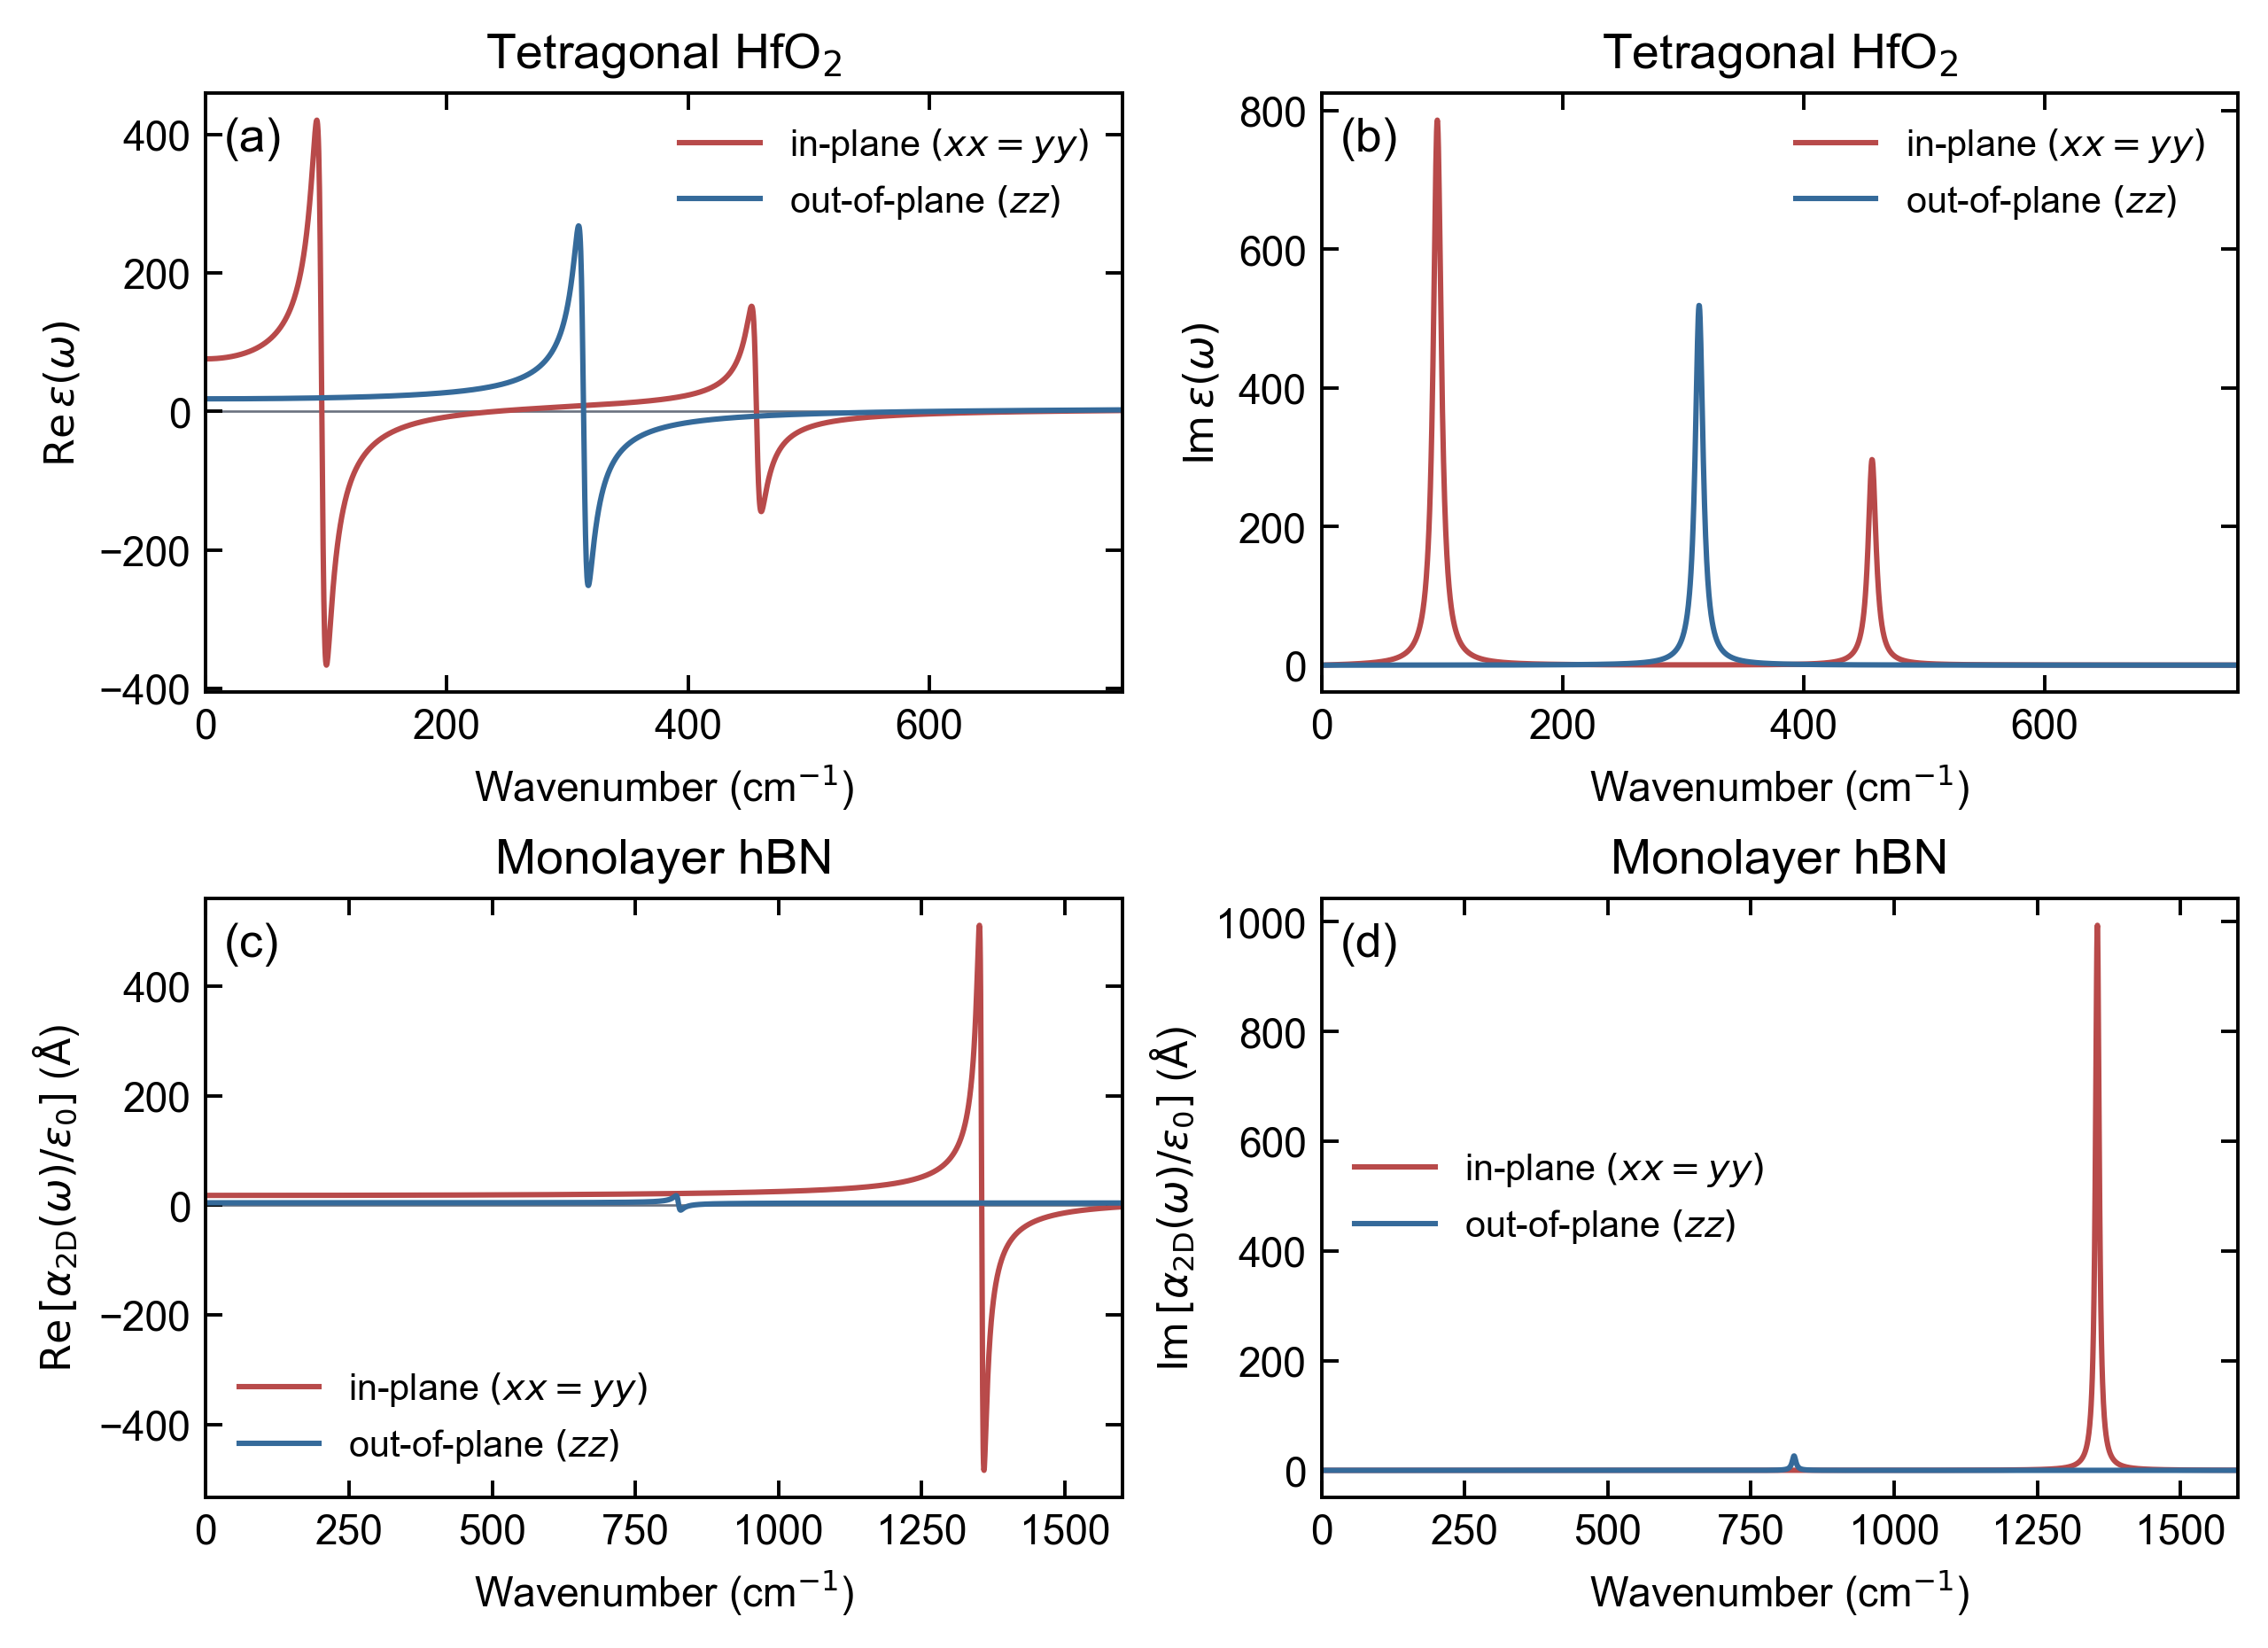 Tetragonal HfO₂
(a)
in-plane (xx = yy)
out-of-plane (zz)
Re ε(ω)
400
200
0
−200
−400
0 200 400 600
Wavenumber (cm⁻¹)
Tetragonal HfO₂
(b)
in-plane (xx = yy)
out-of-plane (zz)
Im ε(ω)
800
600
400
200
0
0 200 400 600
Wavenumber (cm⁻¹)
Monolayer hBN
(c)
Re [α₂D(ω)/ε₀] (Å)
400
200
0
−200
−400
in-plane (xx = yy)
out-of-plane (zz)
0 250 500 750 1000 1250 1500
Wavenumber (cm⁻¹)
Monolayer hBN
(d)
Im [α₂D(ω)/ε₀] (Å)
1000
800
600
400
200
0
in-plane (xx = yy)
out-of-plane (zz)
0 250 500 750 1000 1250 1500
Wavenumber (cm⁻¹)